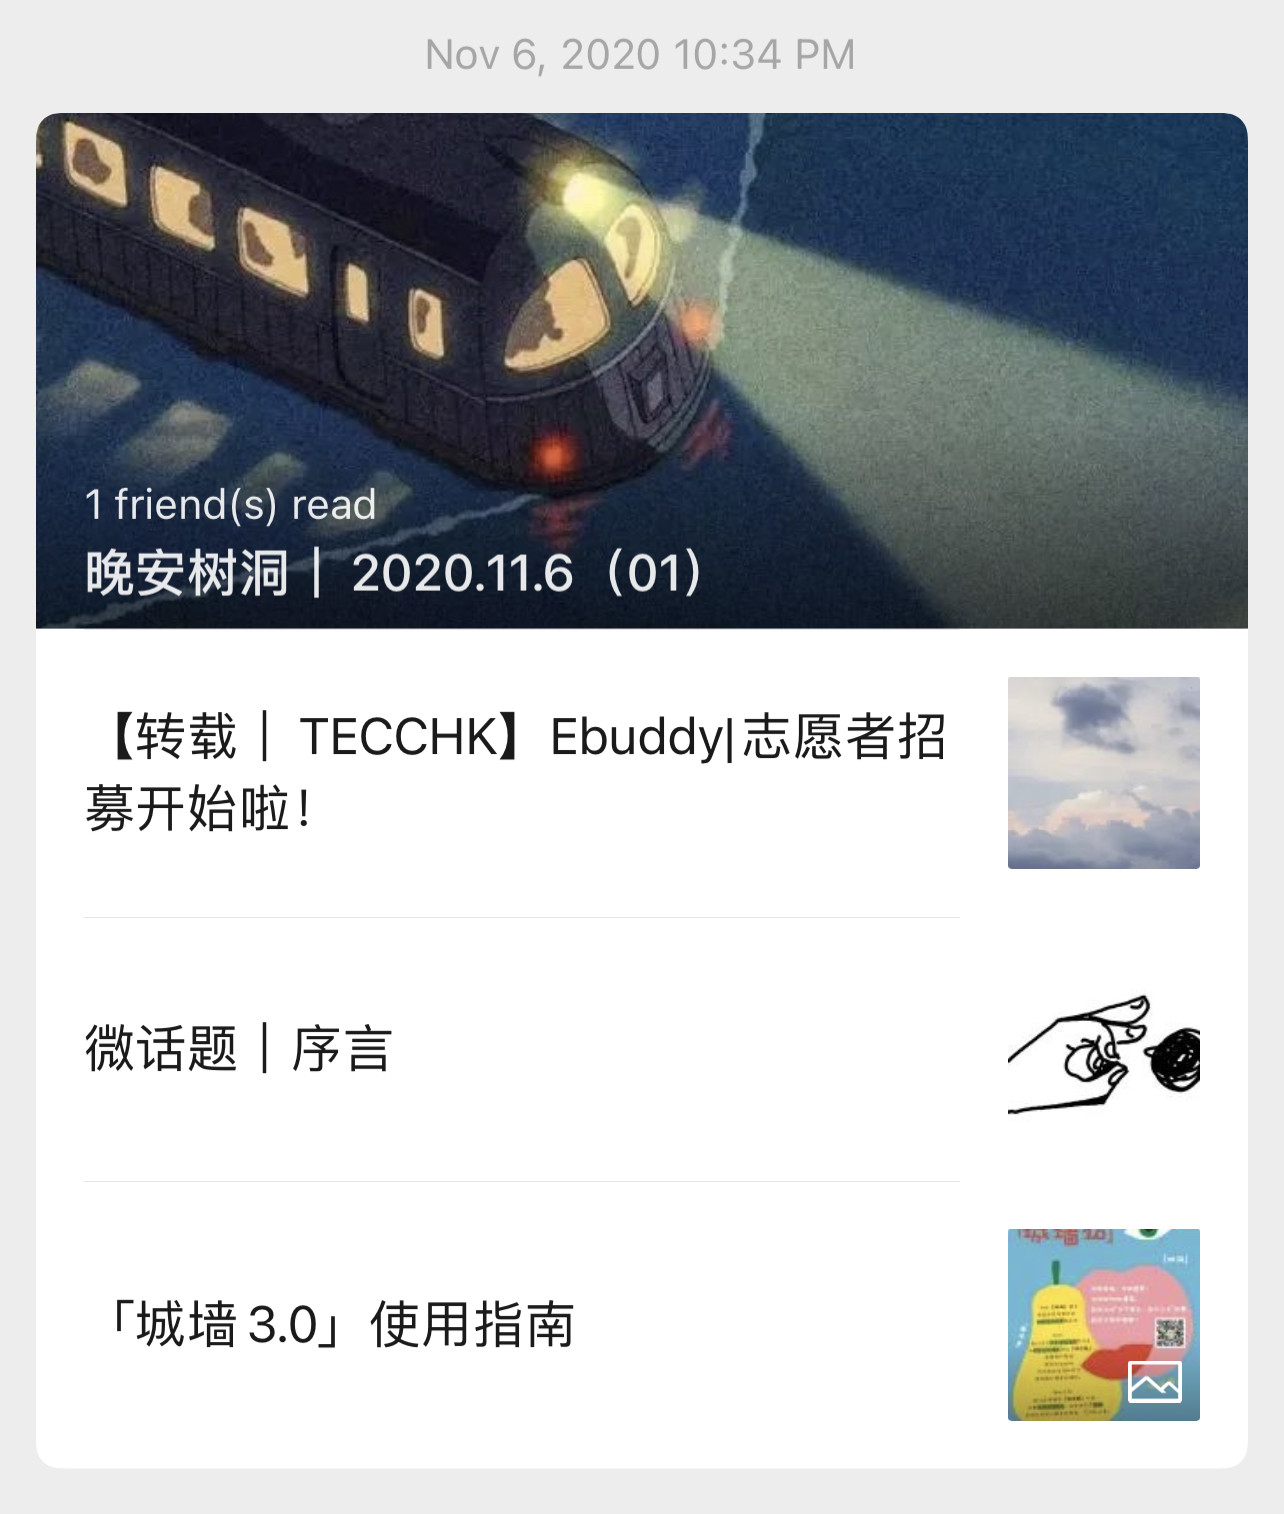 Nov 6, 2020 10:34 PM
1 friend(s) read
晚安树洞｜ 2020.11.6（01）
【转载｜ TECCHK】Ebuddy|志愿者招
募开始啦！
微话题｜序言
「城墙 3.0」使用指南